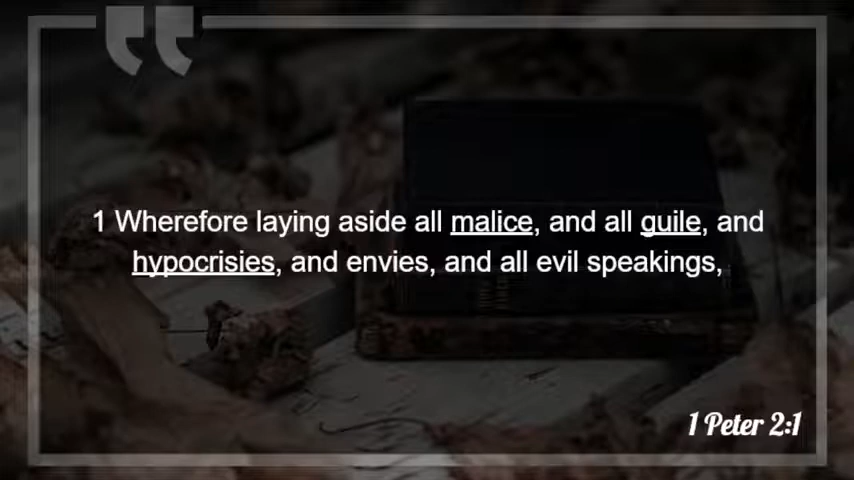 1 Wherefore laying aside all malice, and all guile, and
hypocrisies, and envies, and all evil speakings,
1 Peter 2:1